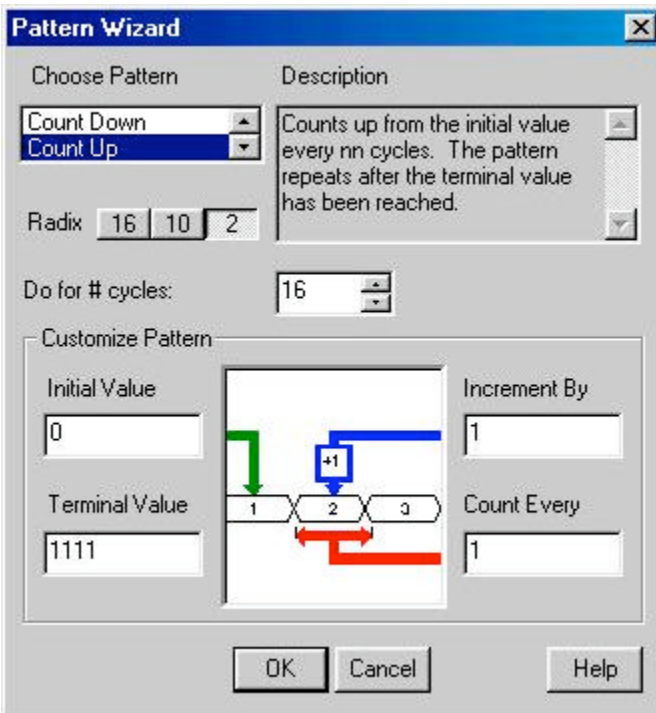 Pattern Wizard
Choose Pattern
Description
Count Down
Count Up
Counts up from the initial value
every nn cycles. The pattern
repeats after the terminal value
has been reached.
Radix 16 10 2
Do for # cycles: 16
Customize Pattern
Initial Value
Increment By
0
1
+1
1 2 3
Terminal Value
Count Every
1111
1
OK Cancel Help